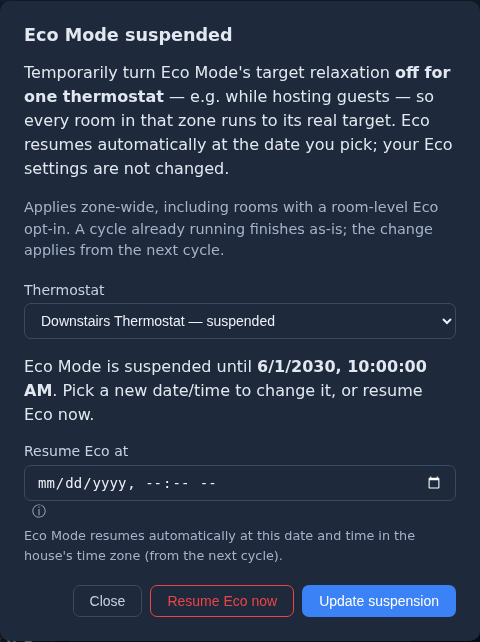 Eco Mode suspended
Temporarily turn Eco Mode's target relaxation off for
one thermostat — e.g. while hosting guests — so
every room in that zone runs to its real target. Eco
resumes automatically at the date you pick; your Eco
settings are not changed.
Applies zone-wide, including rooms with a room-level Eco
opt-in. A cycle already running finishes as-is; the change
applies from the next cycle.
Thermostat
Downstairs Thermostat — suspended
Eco Mode is suspended until 6/1/2030, 10:00:00
AM. Pick a new date/time to change it, or resume
Eco now.
Resume Eco at
mm/dd/yyyy, --:-- --
ⓘ
Eco Mode resumes automatically at this date and time in the
house's time zone (from the next cycle).
Close Resume Eco now Update suspension